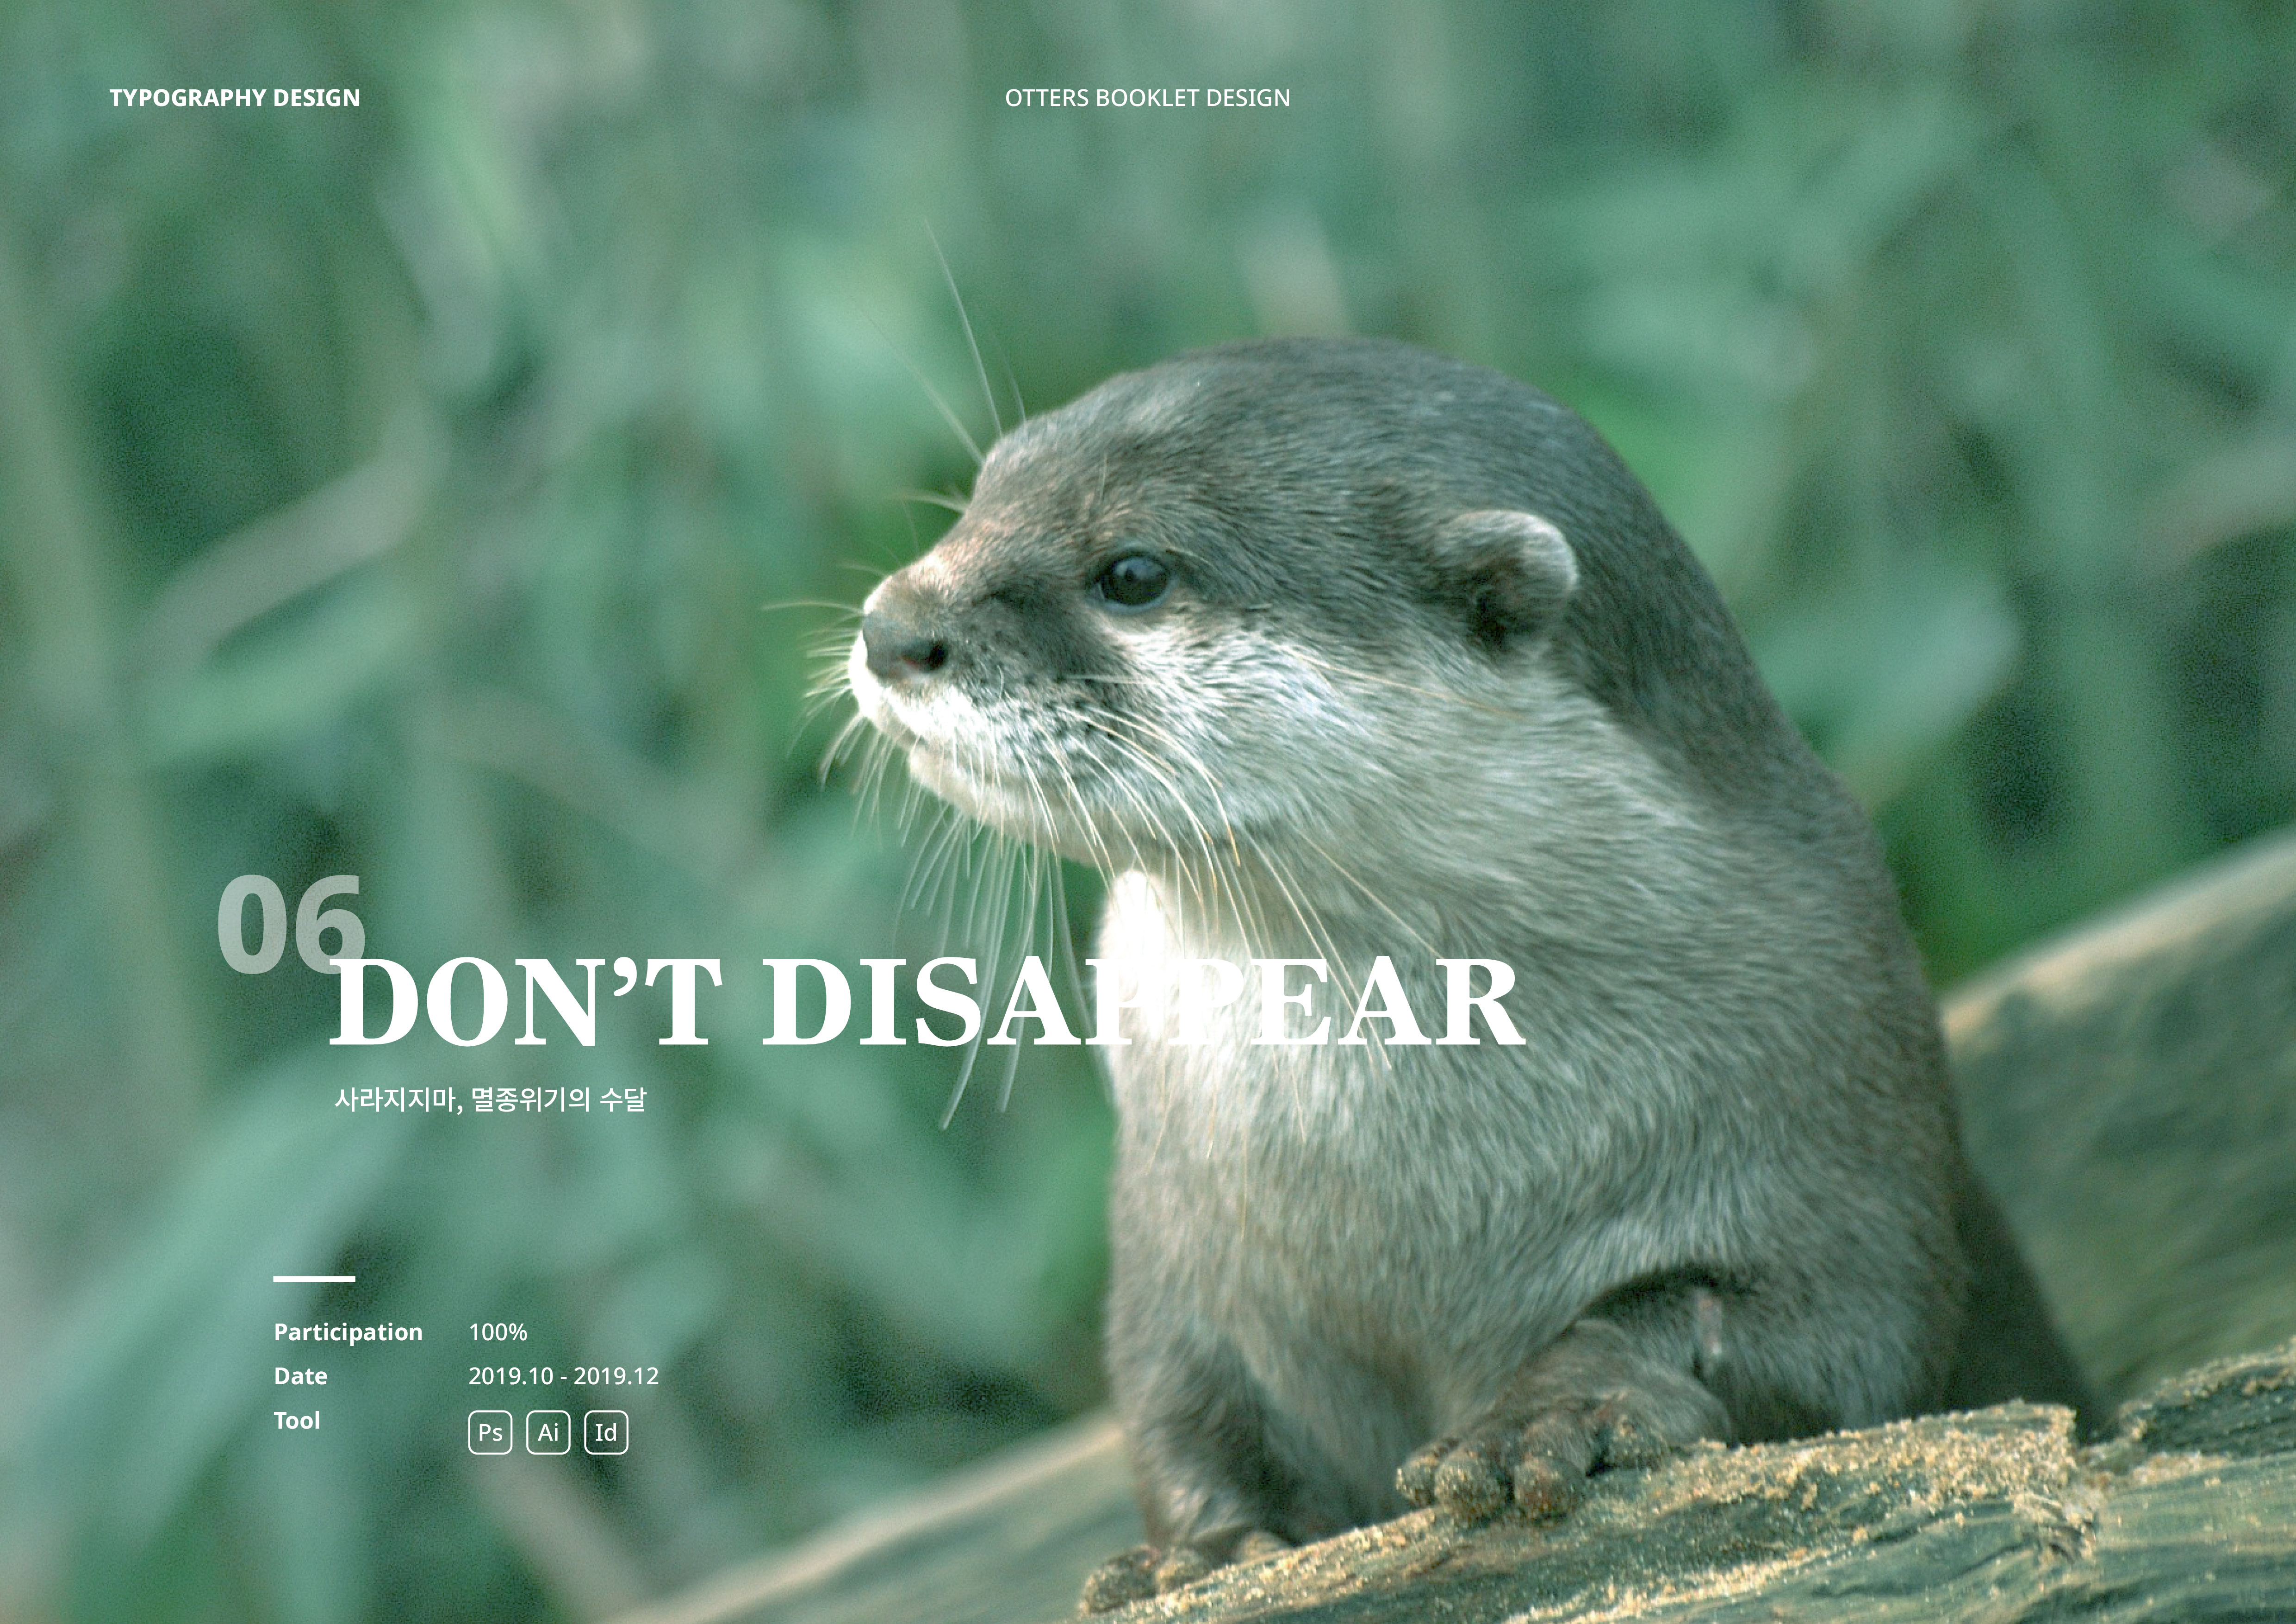 TYPOGRAPHY DESIGN
OTTERS BOOKLET DESIGN
06
DON’T DISAPPEAR
사라지지마, 멸종위기의 수달
Participation 100%
Date 2019.10 - 2019.12
Tool Ps Ai Id